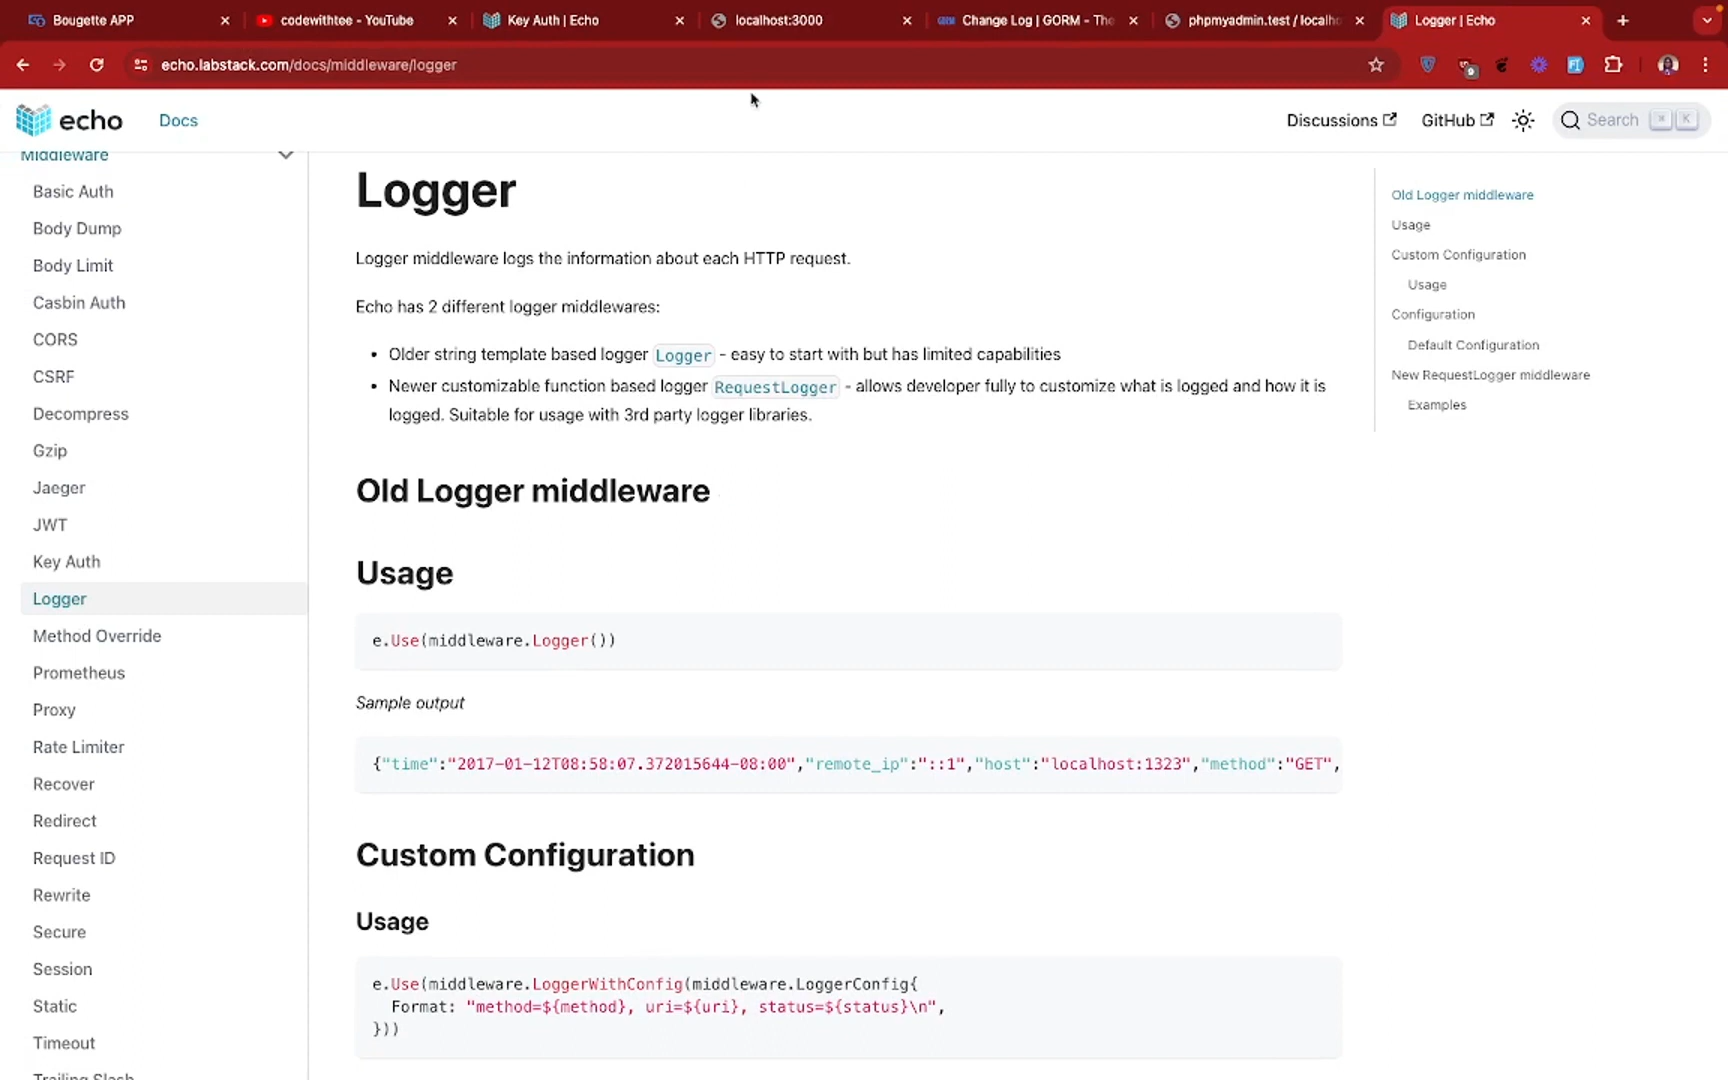 Bougette APP
codewithtee - YouTube
Key Auth | Echo
localhost:3000
Change Log | GORM - The
phpmyadmin.test / localho
Logger | Echo
echo.labstack.com/docs/middleware/logger
9
echo
Docs
Discussions
GitHub
Search
K
Middleware
Basic Auth
Body Dump
Body Limit
Casbin Auth
CORS
CSRF
Decompress
Gzip
Jaeger
JWT
Key Auth
Logger
Method Override
Prometheus
Proxy
Rate Limiter
Recover
Redirect
Request ID
Rewrite
Secure
Session
Static
Timeout
Trailing Slash
Logger
Logger middleware logs the information about each HTTP request.
Echo has 2 different logger middlewares:
• Older string template based logger Logger - easy to start with but has limited capabilities
• Newer customizable function based logger RequestLogger - allows developer fully to customize what is logged and how it is
logged. Suitable for usage with 3rd party logger libraries.
Old Logger middleware
Usage
e.Use(middleware.Logger())
Sample output
{"time":"2017-01-12T08:58:07.372015644-08:00","remote_ip":"::1","host":"localhost:1323","method":"GET",
Custom Configuration
Usage
e.Use(middleware.LoggerWithConfig(middleware.LoggerConfig{
Format: "method=${method}, uri=${uri}, status=${status}\n",
}))
Old Logger middleware
Usage
Custom Configuration
Usage
Configuration
Default Configuration
New RequestLogger middleware
Examples